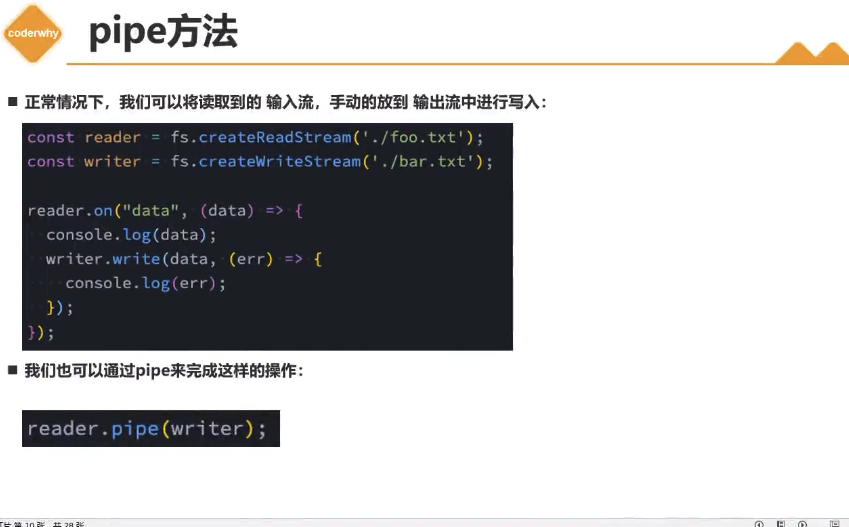 coderwhy
pipe方法
■ 正常情况下，我们可以将读取到的 输入流，手动的放到 输出流中进行写入：
const reader = fs.createReadStream('./foo.txt');
const writer = fs.createWriteStream('./bar.txt');
reader.on("data", (data) => {
console.log(data);
writer.write(data, (err) => {
console.log(err);
});
});
■ 我们也可以通过pipe来完成这样的操作：
reader.pipe(writer);
第 10 张，共 28 张